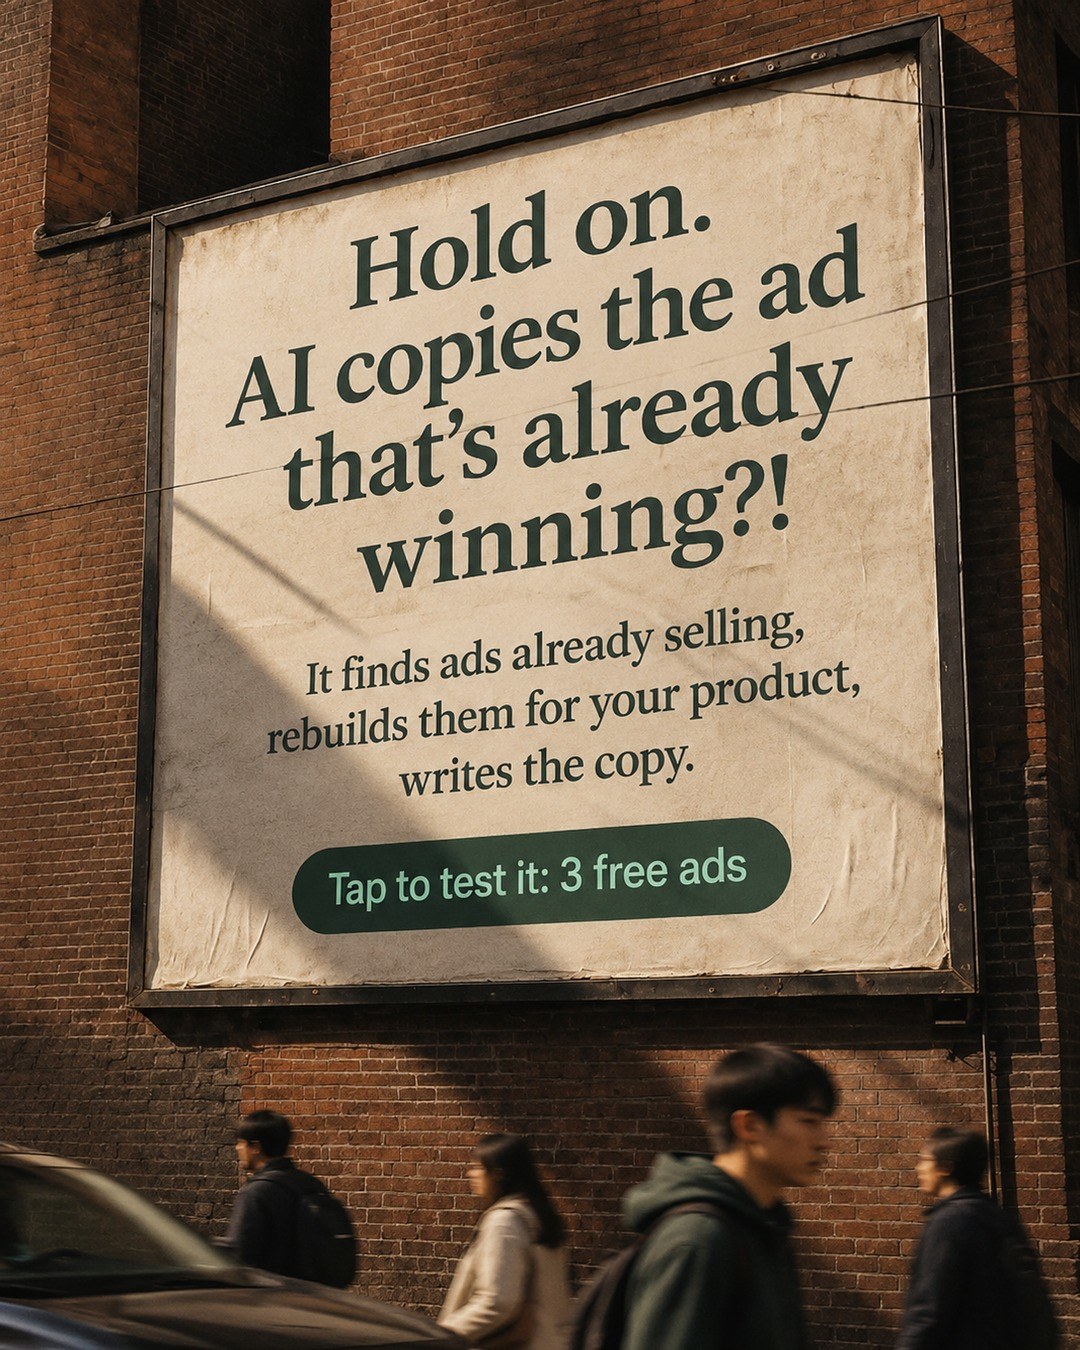 Hold on.
AI copies the ad
that's already
winning?!
It finds ads already selling,
rebuilds them for your product,
writes the copy.
Tap to test it: 3 free ads